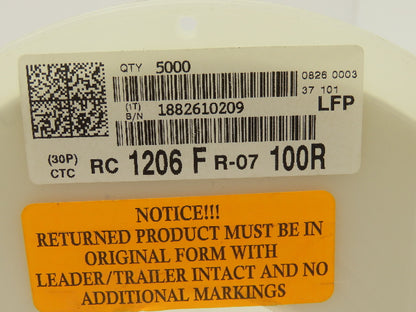 QTY 5000
0826 0003
37 101
(1T)
B/N 1882610209
LFP
(30P)
CTC RC 1206 F R-07 100R
NOTICE!!!
RETURNED PRODUCT MUST BE IN
ORIGINAL FORM WITH
LEADER/TRAILER INTACT AND NO
ADDITIONAL MARKINGS